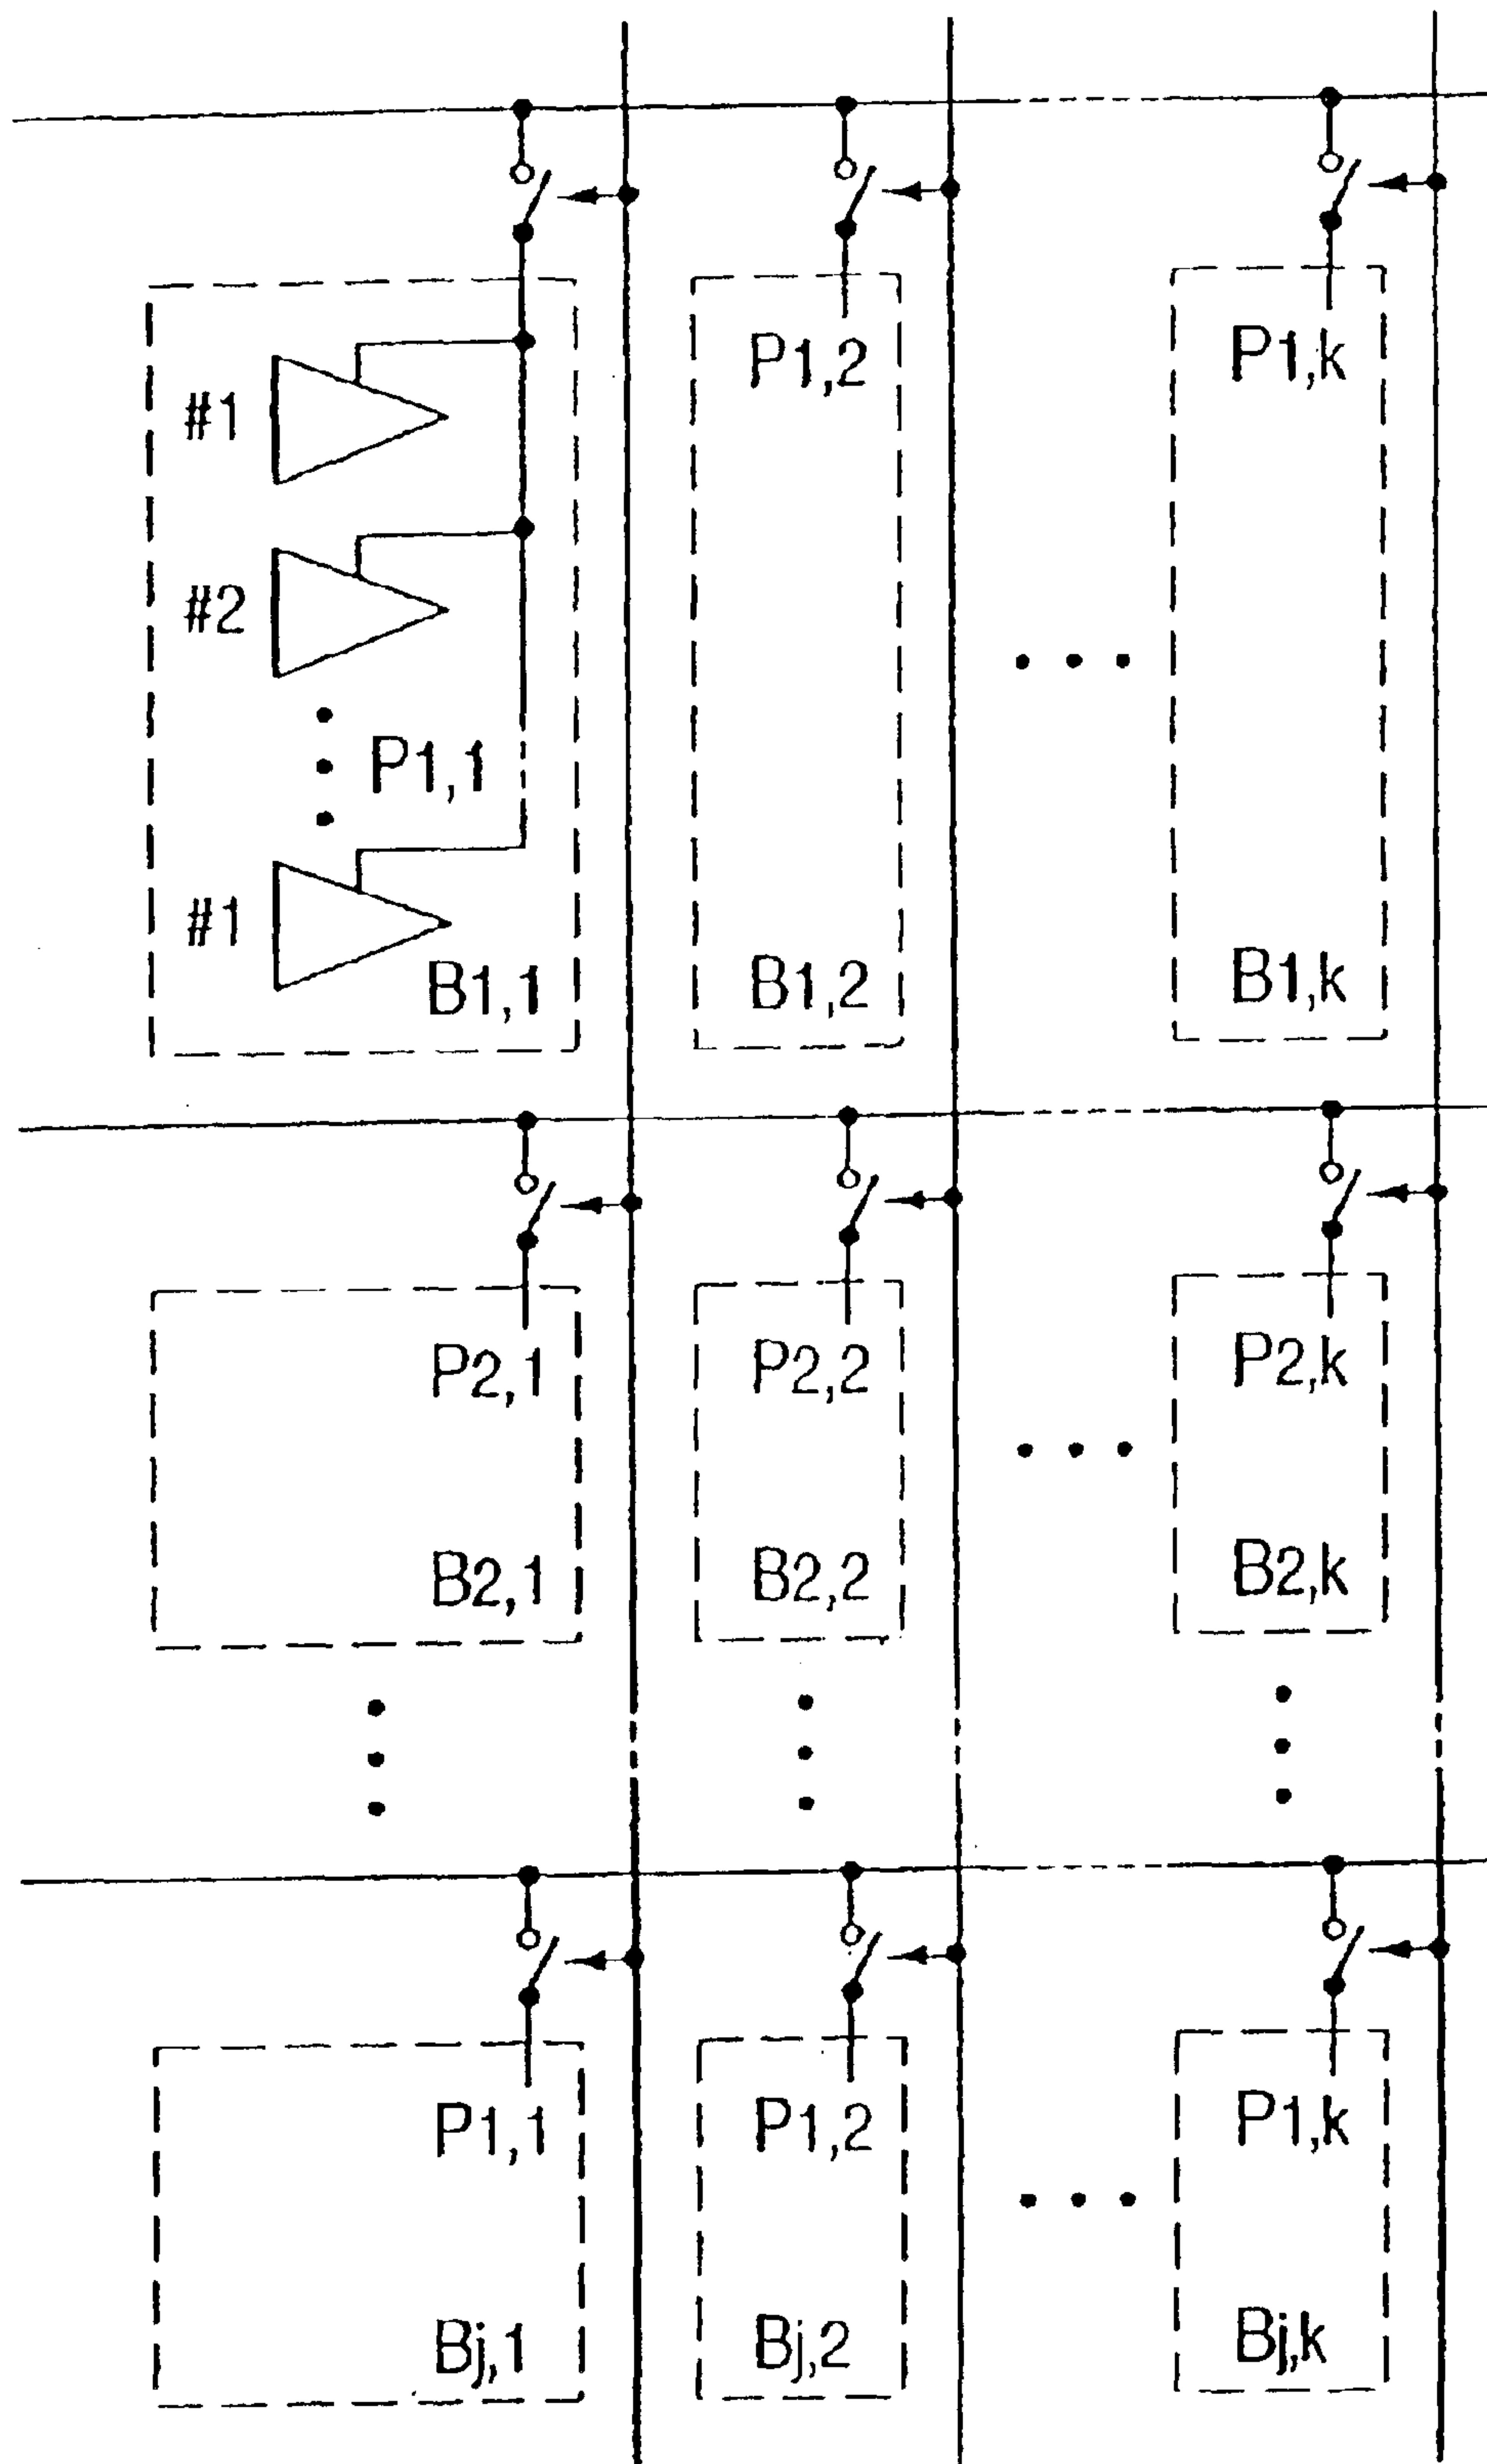 P1,2
P1,k
#1
#2
P1,1
#1
B1,1
B1,2
B1,k
P2,1
P2,2
P2,k
B2,1
B2,2
B2,k
P1,1
P1,2
P1,k
Bj,1
Bj,2
Bj,k